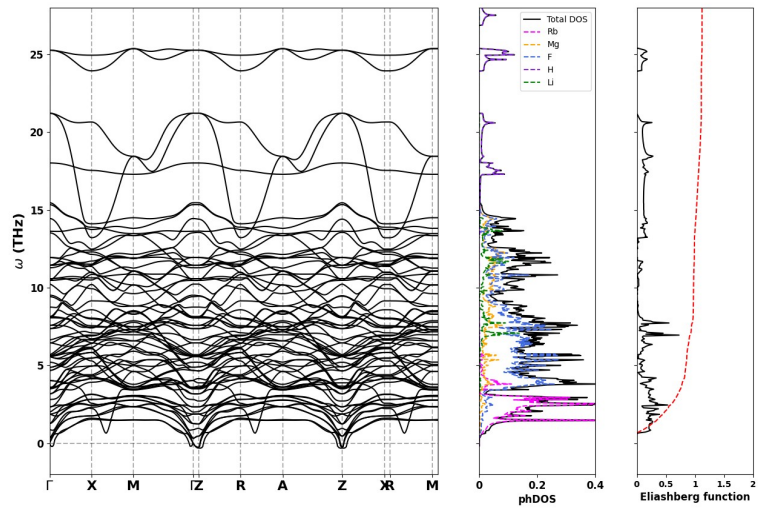 ω (THz)
25
20
15
10
5
0
Γ X M Γ Z R A Z X R M
Total DOS
Rb
Mg
F
H
Li
0 0.2 0.4
phDOS
0 0.5 1 1.5 2
Eliashberg function